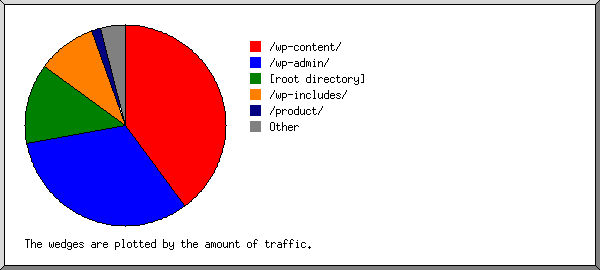 /wp-content/
/wp-admin/
[root directory]
/wp-includes/
/product/
Other
The wedges are plotted by the amount of traffic.